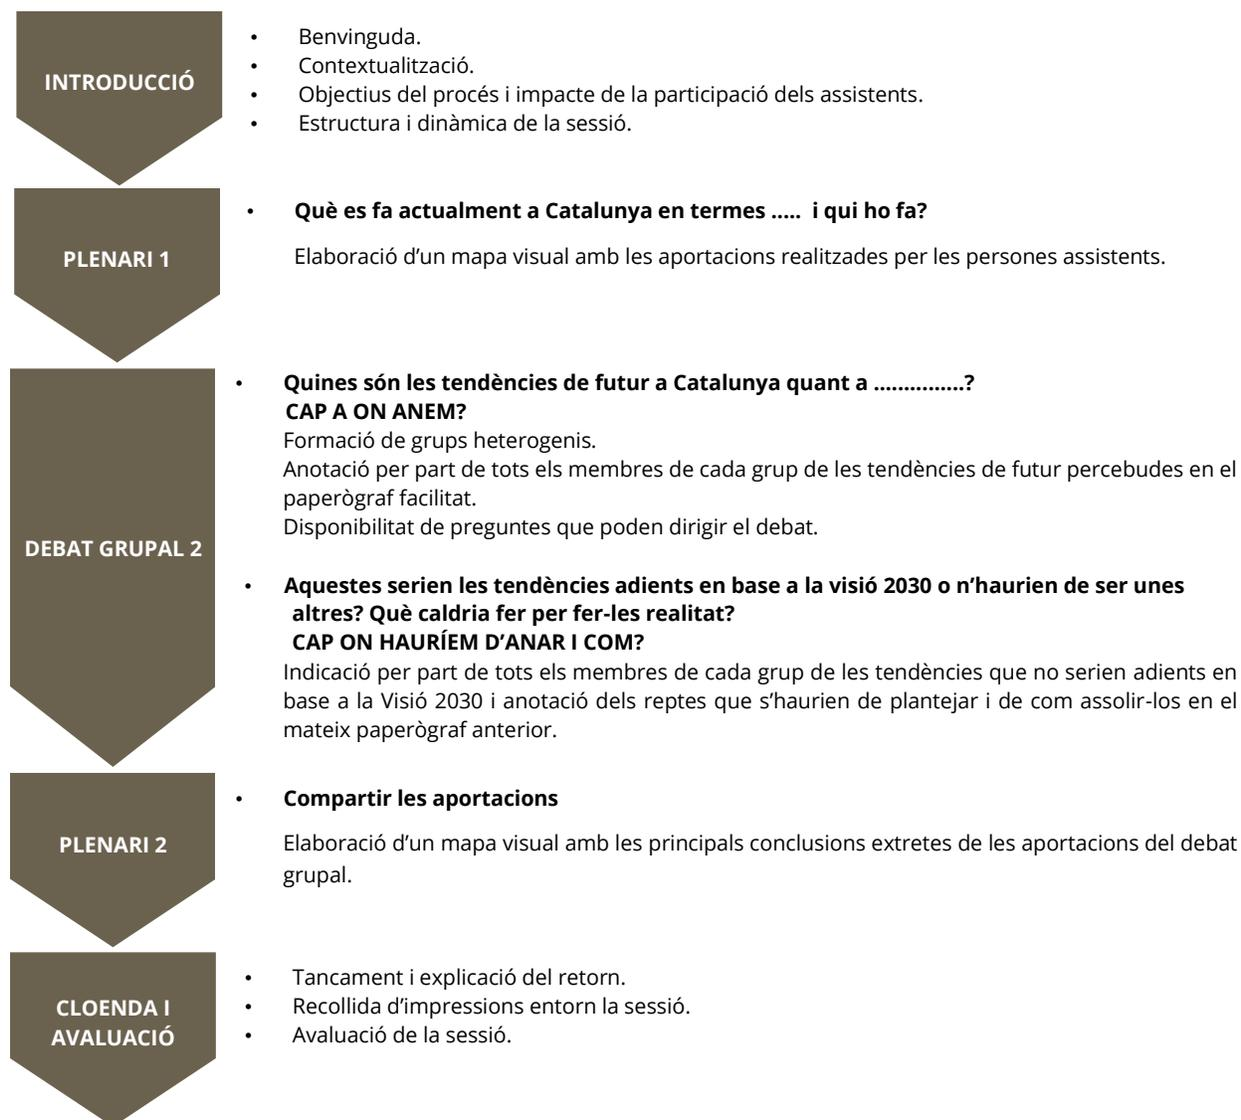 INTRODUCCIÓ
• Benvinguda.
• Contextualització.
• Objectius del procés i impacte de la participació dels assistents.
• Estructura i dinàmica de la sessió.
PLENARI 1
• Què es fa actualment a Catalunya en termes ..... i qui ho fa?
Elaboració d’un mapa visual amb les aportacions realitzades per les persones assistents.
DEBAT GRUPAL 2
• Quines són les tendències de futur a Catalunya quant a ...............?
CAP A ON ANEM?
Formació de grups heterogenis.
Anotació per part de tots els membres de cada grup de les tendències de futur percebudes en el
paperògraf facilitat.
Disponibilitat de preguntes que poden dirigir el debat.
• Aquestes serien les tendències adients en base a la visió 2030 o n’haurien de ser unes
altres? Què caldria fer per fer-les realitat?
CAP ON HAURÍEM D’ANAR I COM?
Indicació per part de tots els membres de cada grup de les tendències que no serien adients en
base a la Visió 2030 i anotació dels reptes que s’haurien de plantejar i de com assolir-los en el
mateix paperògraf anterior.
PLENARI 2
• Compartir les aportacions
Elaboració d’un mapa visual amb les principals conclusions extretes de les aportacions del debat
grupal.
CLOENDA I
AVALUACIÓ
• Tancament i explicació del retorn.
• Recollida d’impressions entorn la sessió.
• Avaluació de la sessió.